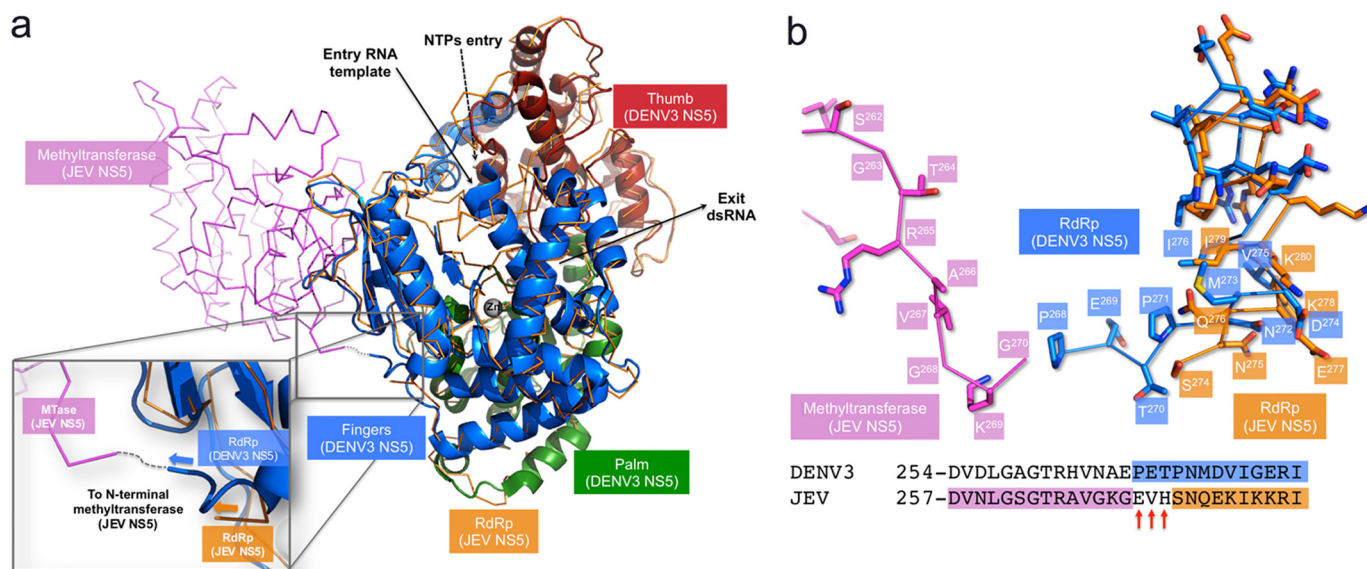 a
Entry RNA
template
NTPs entry
Thumb
(DENV3 NS5)
Methyltransferase
(JEV NS5)
Exit
dsRNA
Zn
MTase
(JEV NS5)
RdRp
(DENV3 NS5)
To N-terminal
methyltransferase
(JEV NS5)
RdRp
(JEV NS5)
Fingers
(DENV3 NS5)
Palm
(DENV3 NS5)
RdRp
(JEV NS5)
b
S262
G263
T264
R265
A266
V267
G268
G270
K269
Methyltransferase
(JEV NS5)
RdRp
(DENV3 NS5)
I276
I279
V275
K280
M273
P268
E269
P271
K278
Q276
N272
D274
S274
N275
E277
T270
RdRp
(JEV NS5)
DENV3 254-DVDLGAGTRHVNAEPETPNMDVIGERI
JEV 257-DVNLGSGTRAVGKGEVHSNQEKIKKRI